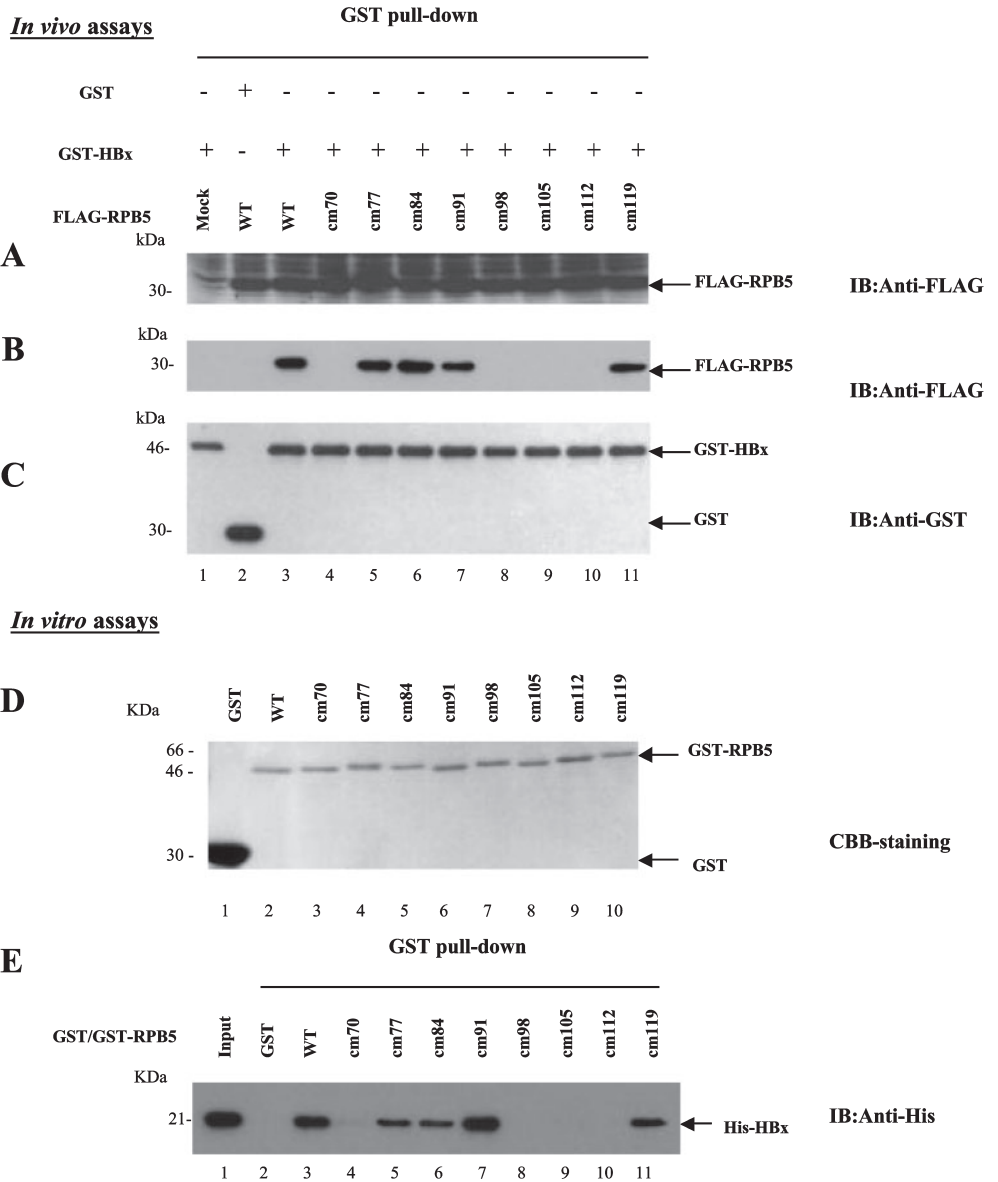 In vivo assays
GST pull-down
GST - + - - - - - - - - -
GST-HBx + - + + + + + + + + +
FLAG-RPB5 Mock WT WT cm70 cm77 cm84 cm91 cm98 cm105 cm112 cm119
kDa
A
30- FLAG-RPB5 IB:Anti-FLAG
kDa
B
30- FLAG-RPB5
IB:Anti-FLAG
kDa
46- GST-HBx
C
30- GST IB:Anti-GST
1 2 3 4 5 6 7 8 9 10 11
In vitro assays
D
KDa GST WT cm70 cm77 cm84 cm91 cm98 cm105 cm112 cm119
66 - GST-RPB5
46 -
CBB-staining
30 - GST
1 2 3 4 5 6 7 8 9 10
GST pull-down
E
GST/GST-RPB5 Input GST WT cm70 cm77 cm84 cm91 cm98 cm105 cm112 cm119
KDa
21- His-HBx IB:Anti-His
1 2 3 4 5 6 7 8 9 10 11